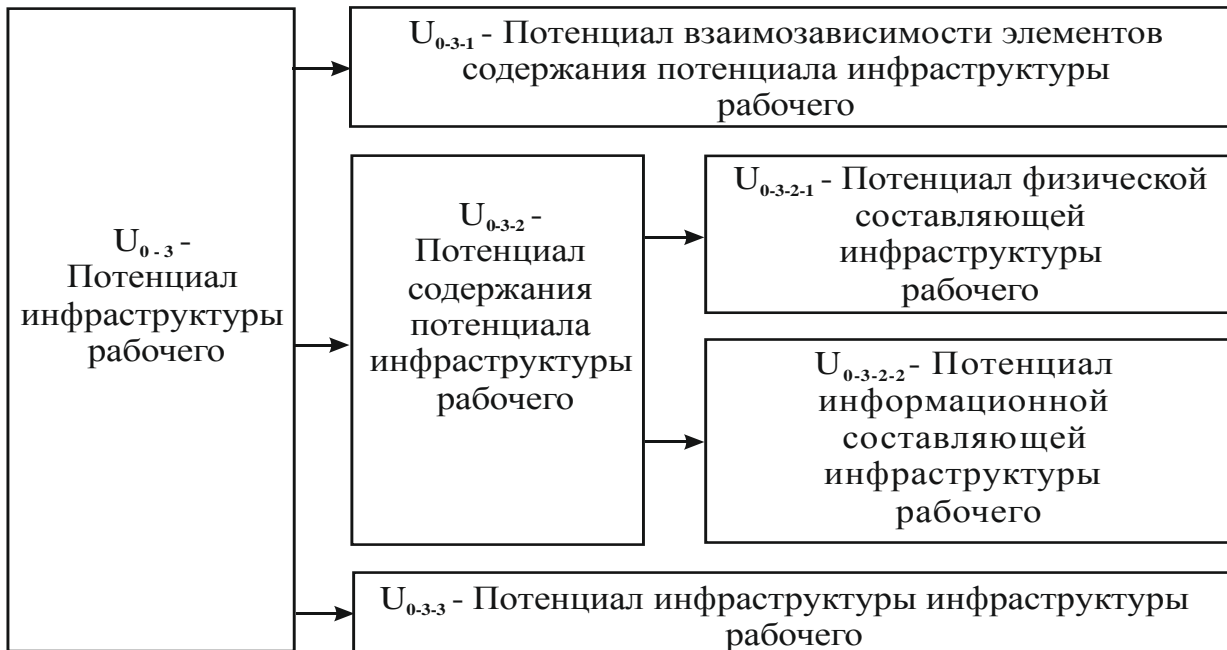 U₀₋₃ -
Потенциал
инфраструктуры
рабочего
U₀₋₃₋₁ - Потенциал взаимозависимости элементов
содержания потенциала инфраструктуры
рабочего
U₀₋₃₋₂ -
Потенциал
содержания
потенциала
инфраструктуры
рабочего
U₀₋₃₋₂₋₁ - Потенциал физической
составляющей
инфраструктуры
рабочего
U₀₋₃₋₂₋₂ - Потенциал
информационной
составляющей
инфраструктуры
рабочего
U₀₋₃₋₃ - Потенциал инфраструктуры инфраструктуры
рабочего